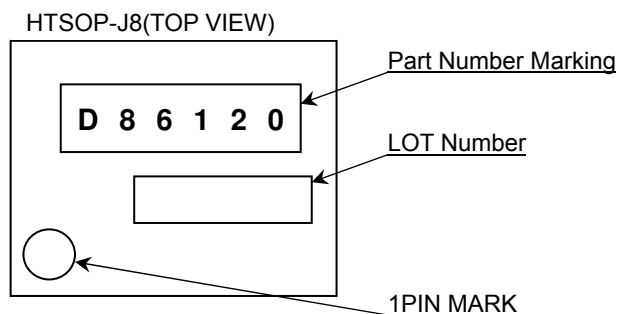 HTSOP-J8(TOP VIEW)
Part Number Marking
D 8 6 1 2 0
LOT Number
1PIN MARK